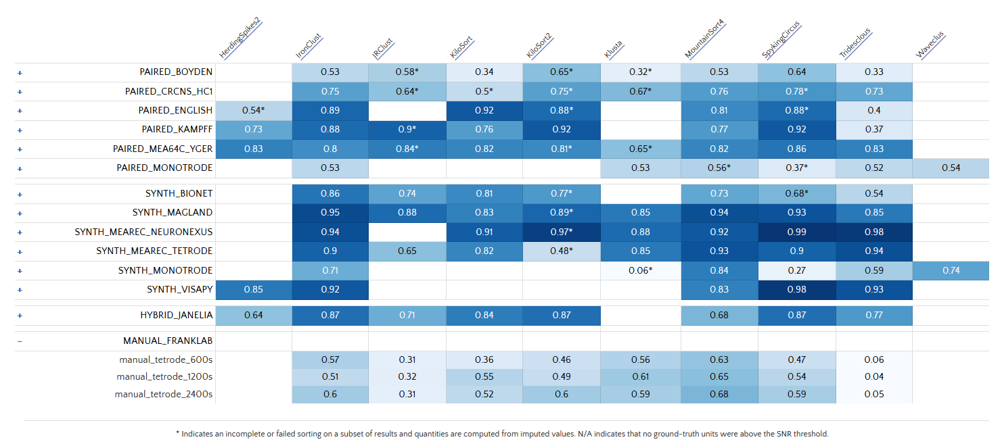 HerdingSpikes2 IronClust JRClust KiloSort KiloSort2 Klusta MountainSort4 SpykingCircus Tridesclous Waveclus
+ PAIRED_BOYDEN 0.53 0.58* 0.34 0.65* 0.32* 0.53 0.64 0.33
+ PAIRED_CRCNS_HC1 0.75 0.64* 0.5* 0.75* 0.67* 0.76 0.78* 0.73
+ PAIRED_ENGLISH 0.54* 0.89 0.92 0.88* 0.81 0.88* 0.4
+ PAIRED_KAMPFF 0.73 0.88 0.9* 0.76 0.92 0.77 0.92 0.37
+ PAIRED_MEA64C_YGER 0.83 0.8 0.84* 0.82 0.81* 0.65* 0.82 0.86 0.83
+ PAIRED_MONOTRODE 0.53 0.53 0.56* 0.37* 0.52 0.54
+ SYNTH_BIONET 0.86 0.74 0.81 0.77* 0.73 0.68* 0.54
+ SYNTH_MAGLAND 0.95 0.88 0.83 0.89* 0.85 0.94 0.93 0.85
+ SYNTH_MEAREC_NEURONEXUS 0.94 0.91 0.97* 0.88 0.92 0.99 0.98
+ SYNTH_MEAREC_TETRODE 0.9 0.65 0.82 0.48* 0.85 0.93 0.9 0.94
+ SYNTH_MONOTRODE 0.71 0.06* 0.84 0.27 0.59 0.74
+ SYNTH_VISAPY 0.85 0.92 0.83 0.98 0.93
+ HYBRID_JANELIA 0.64 0.87 0.71 0.84 0.87 0.68 0.87 0.77
− MANUAL_FRANKLAB
manual_tetrode_600s 0.57 0.31 0.36 0.46 0.56 0.63 0.47 0.06
manual_tetrode_1200s 0.51 0.32 0.55 0.49 0.61 0.65 0.54 0.04
manual_tetrode_2400s 0.6 0.31 0.52 0.6 0.59 0.68 0.59 0.05
* Indicates an incomplete or failed sorting on a subset of results and quantities are computed from imputed values. N/A indicates that no ground-truth units were above the SNR threshold.